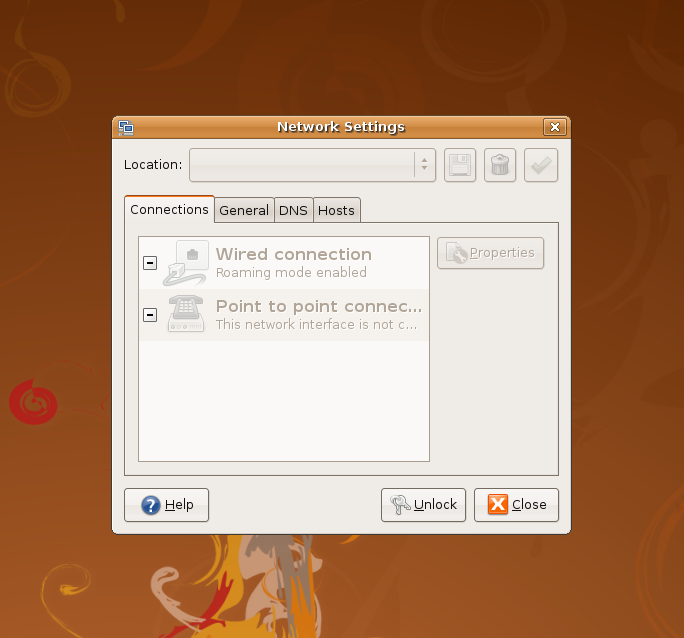 Network Settings
Location:
Connections General DNS Hosts
Wired connection
Roaming mode enabled
Properties
Point to point connec...
This network interface is not c...
Help Unlock Close